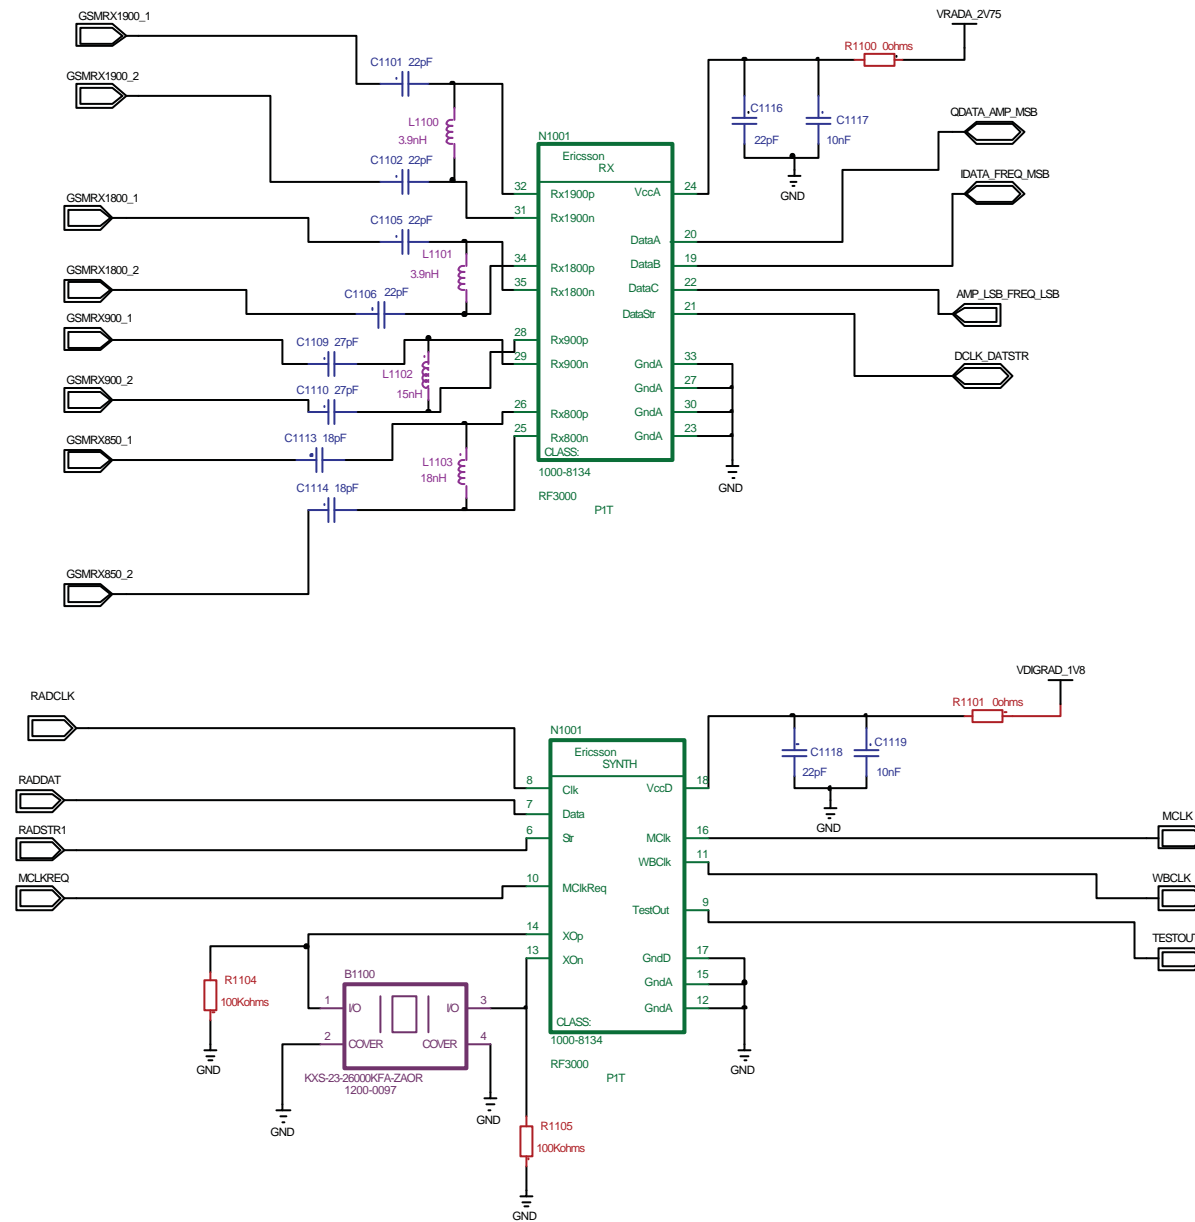 GSMRX1900_1
VRADA_2V75
R1100 0ohms
C1101 22pF
GSMRX1900_2
L1100
3.9nH
C1116
22pF
C1117
10nF
QDATA_AMP_MSB
N1001
Ericsson
RX
C1102 22pF
GND
IDATA_FREQ_MSB
32 Rx1900p
VccA 24
GSMRX1800_1
31 Rx1900n
C1105 22pF
L1101
3.9nH
DataA 20
34 Rx1800p
DataB 19
GSMRX1800_2
C1106 22pF
35 Rx1800n
DataC 22
AMP_LSB_FREQ_LSB
DataStr 21
GSMRX900_1
C1109 27pF
28 Rx900p
29 Rx900n
GndA 33
DCLK_DATSTR
L1102
15nH
GSMRX900_2
C1110 27pF
GndA 27
26 Rx800p
GndA 30
25 Rx800n
GndA 23
GSMRX850_1
C1113 18pF
CLASS:
L1103
18nH
1000-8134
GND
C1114 18pF
RF3000
P1T
GSMRX850_2
VDIGRAD_1V8
RADCLK
R1101 0ohms
N1001
Ericsson
SYNTH
C1118
22pF
C1119
10nF
8 Clk
VccD 18
RADDAT
7 Data
GND
MCLK
RADSTR1
6 Str
MClk 16
WBClk 11
MCLKREQ
10 MClkReq
WBCLK
TestOut 9
14 XOp
TESTOUT
13 XOn
GndD 17
R1104
100Kohms
B1100
GndA 15
1 I/O
I/O 3
GndA 12
CLASS:
2 COVER
COVER 4
1000-8134
GND
RF3000
GND
KXS-23-26000KFA-ZAOR
1200-0097
P1T
GND
GND
R1105
100Kohms
GND